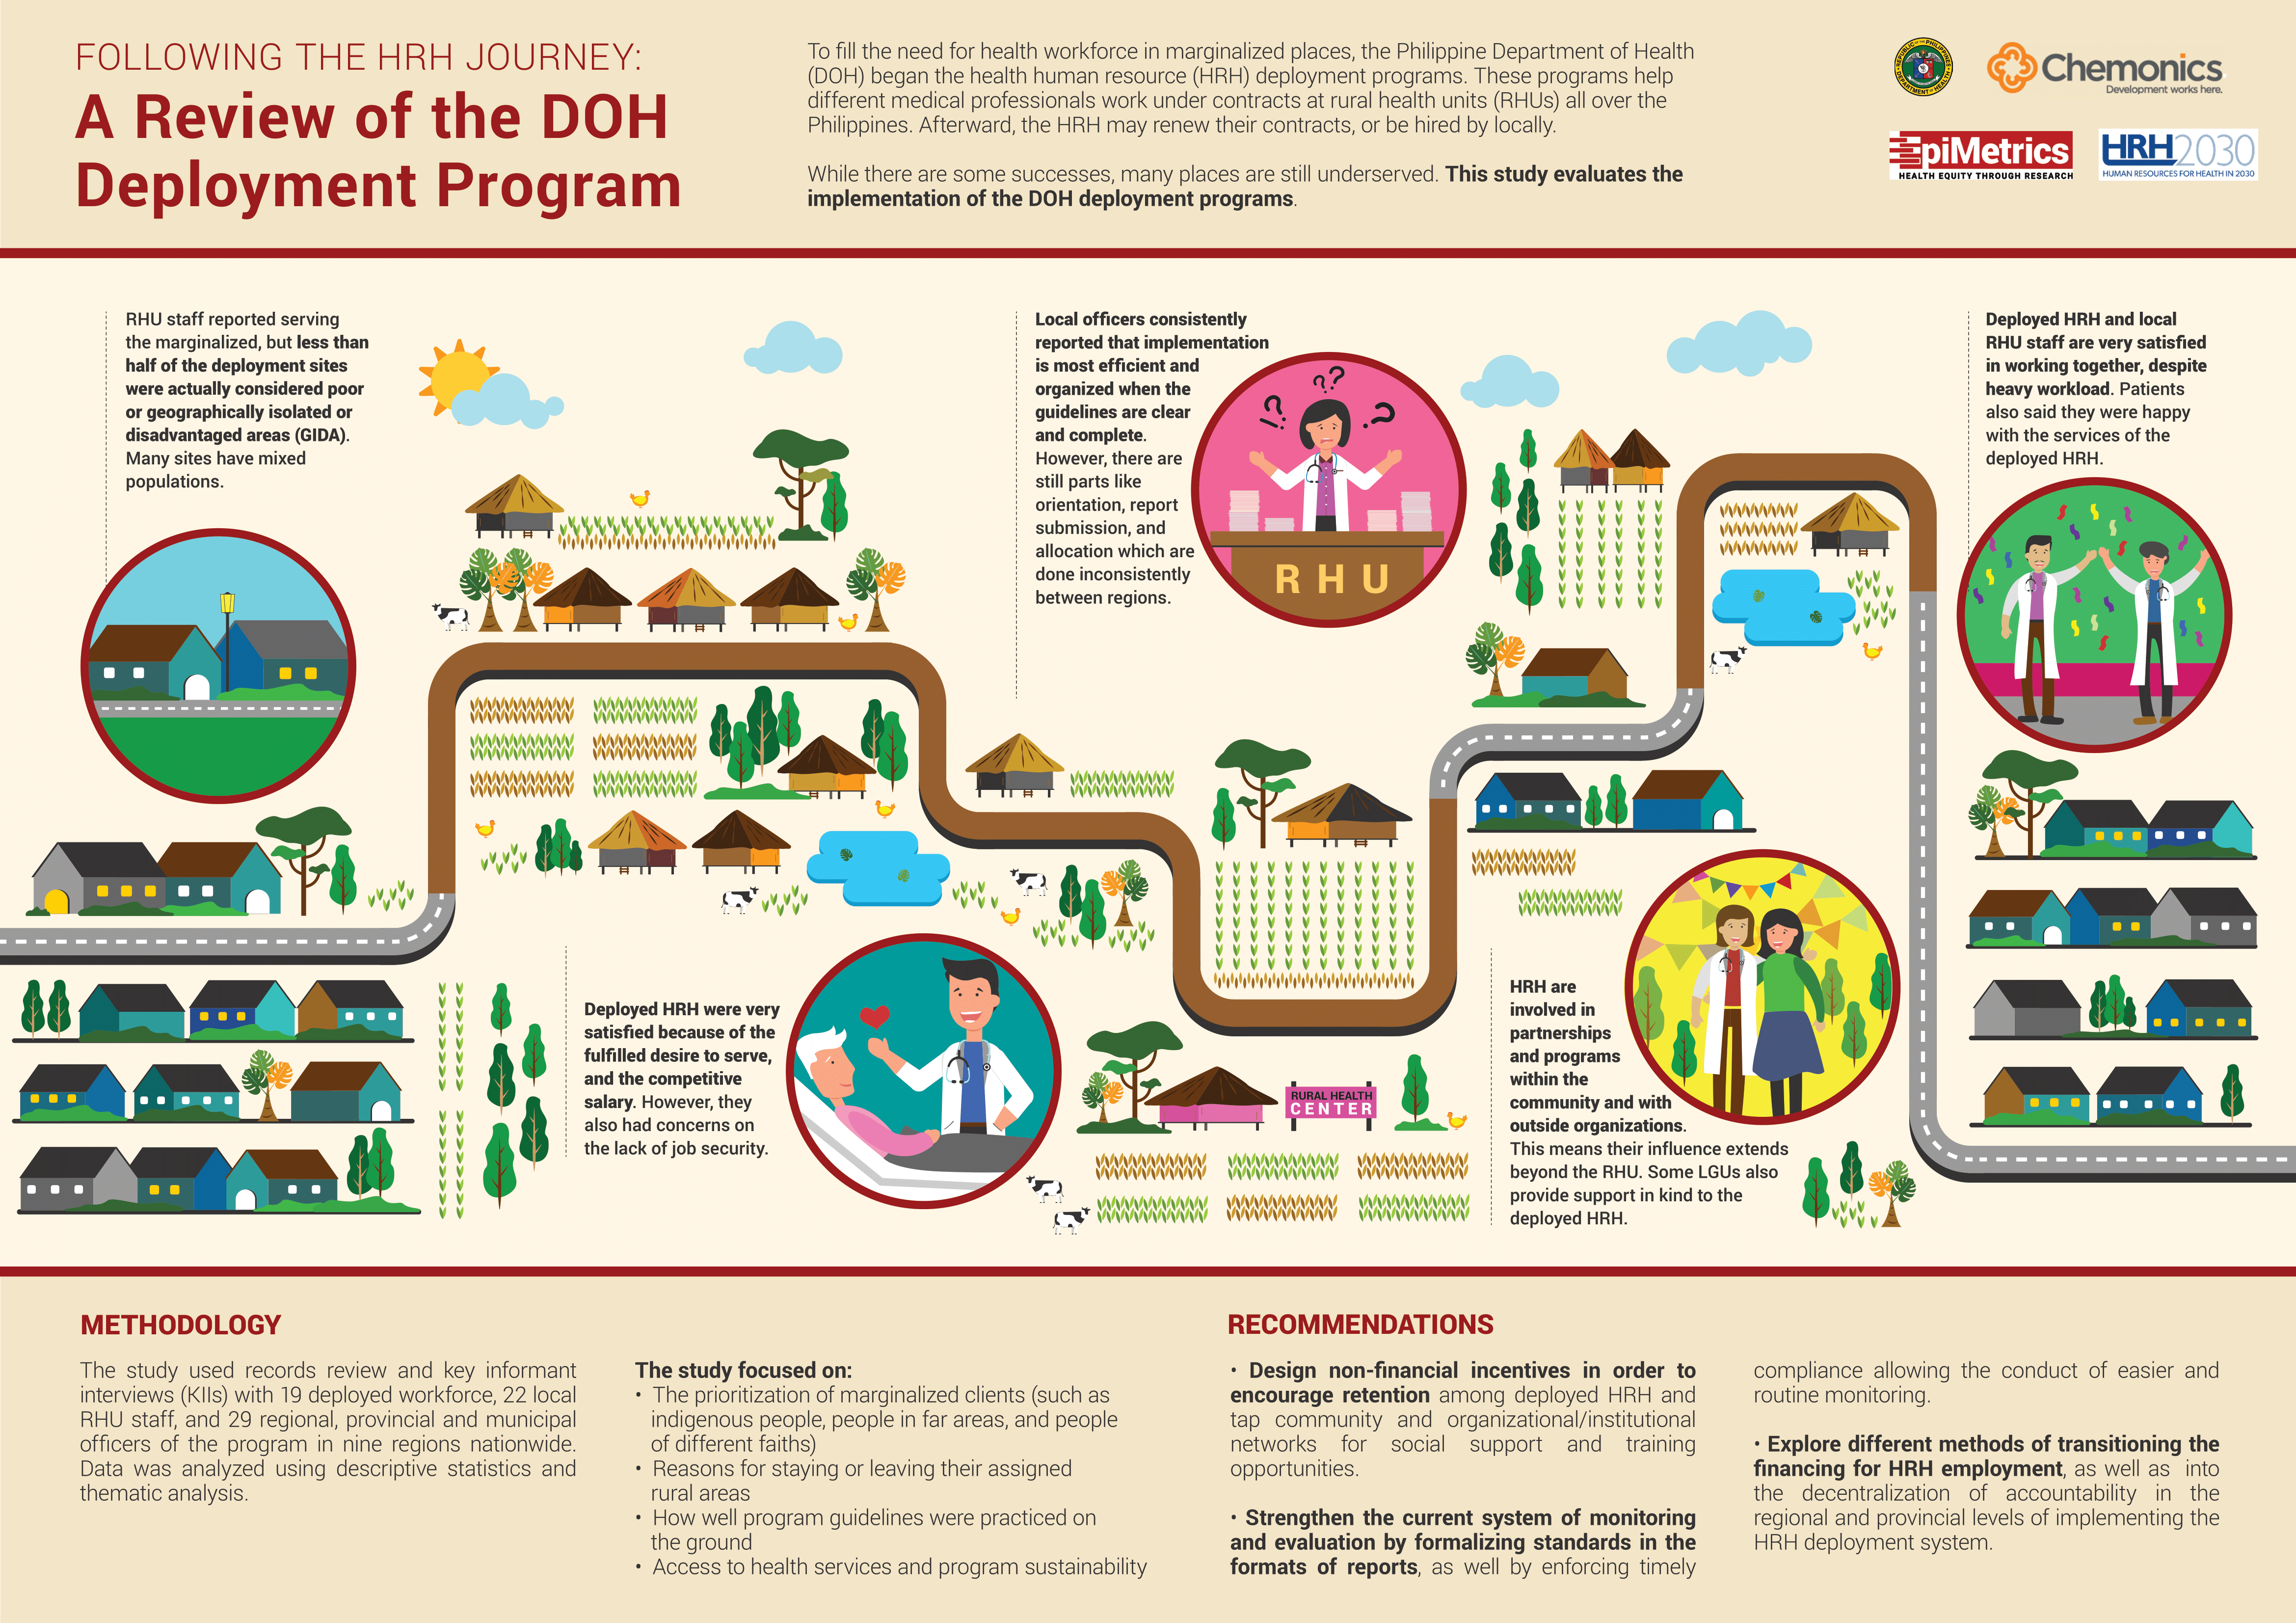 FOLLOWING THE HRH JOURNEY:
A Review of the DOH
Deployment Program
To fill the need for health workforce in marginalized places, the Philippine Department of Health
(DOH) began the health human resource (HRH) deployment programs. These programs help
different medical professionals work under contracts at rural health units (RHUs) all over the
Philippines. Afterward, the HRH may renew their contracts, or be hired by locally.
While there are some successes, many places are still underserved. This study evaluates the
implementation of the DOH deployment programs.
Chemonics
Development works here.
EpiMetrics
HEALTH EQUITY THROUGH RESEARCH
HRH2030
HUMAN RESOURCES FOR HEALTH IN 2030
RHU staff reported serving
the marginalized, but less than
half of the deployment sites
were actually considered poor
or geographically isolated or
disadvantaged areas (GIDA).
Many sites have mixed
populations.
Local officers consistently
reported that implementation
is most efficient and
organized when the
guidelines are clear
and complete.
However, there are
still parts like
orientation, report
submission, and
allocation which are
done inconsistently
between regions.
!? ?? ?
RHU
Deployed HRH and local
RHU staff are very satisfied
in working together, despite
heavy workload. Patients
also said they were happy
with the services of the
deployed HRH.
Deployed HRH were very
satisfied because of the
fulfilled desire to serve,
and the competitive
salary. However, they
also had concerns on
the lack of job security.
RURAL HEALTH
CENTER
HRH are
involved in
partnerships
and programs
within the
community and with
outside organizations.
This means their influence extends
beyond the RHU. Some LGUs also
provide support in kind to the
deployed HRH.
METHODOLOGY
The study used records review and key informant
interviews (KIIs) with 19 deployed workforce, 22 local
RHU staff, and 29 regional, provincial and municipal
officers of the program in nine regions nationwide.
Data was analyzed using descriptive statistics and
thematic analysis.
The study focused on:
• The prioritization of marginalized clients (such as
indigenous people, people in far areas, and people
of different faiths)
• Reasons for staying or leaving their assigned
rural areas
• How well program guidelines were practiced on
the ground
• Access to health services and program sustainability
RECOMMENDATIONS
• Design non-financial incentives in order to
encourage retention among deployed HRH and
tap community and organizational/institutional
networks for social support and training
opportunities.
• Strengthen the current system of monitoring
and evaluation by formalizing standards in the
formats of reports, as well by enforcing timely
compliance allowing the conduct of easier and
routine monitoring.
• Explore different methods of transitioning the
financing for HRH employment, as well as into
the decentralization of accountability in the
regional and provincial levels of implementing the
HRH deployment system.